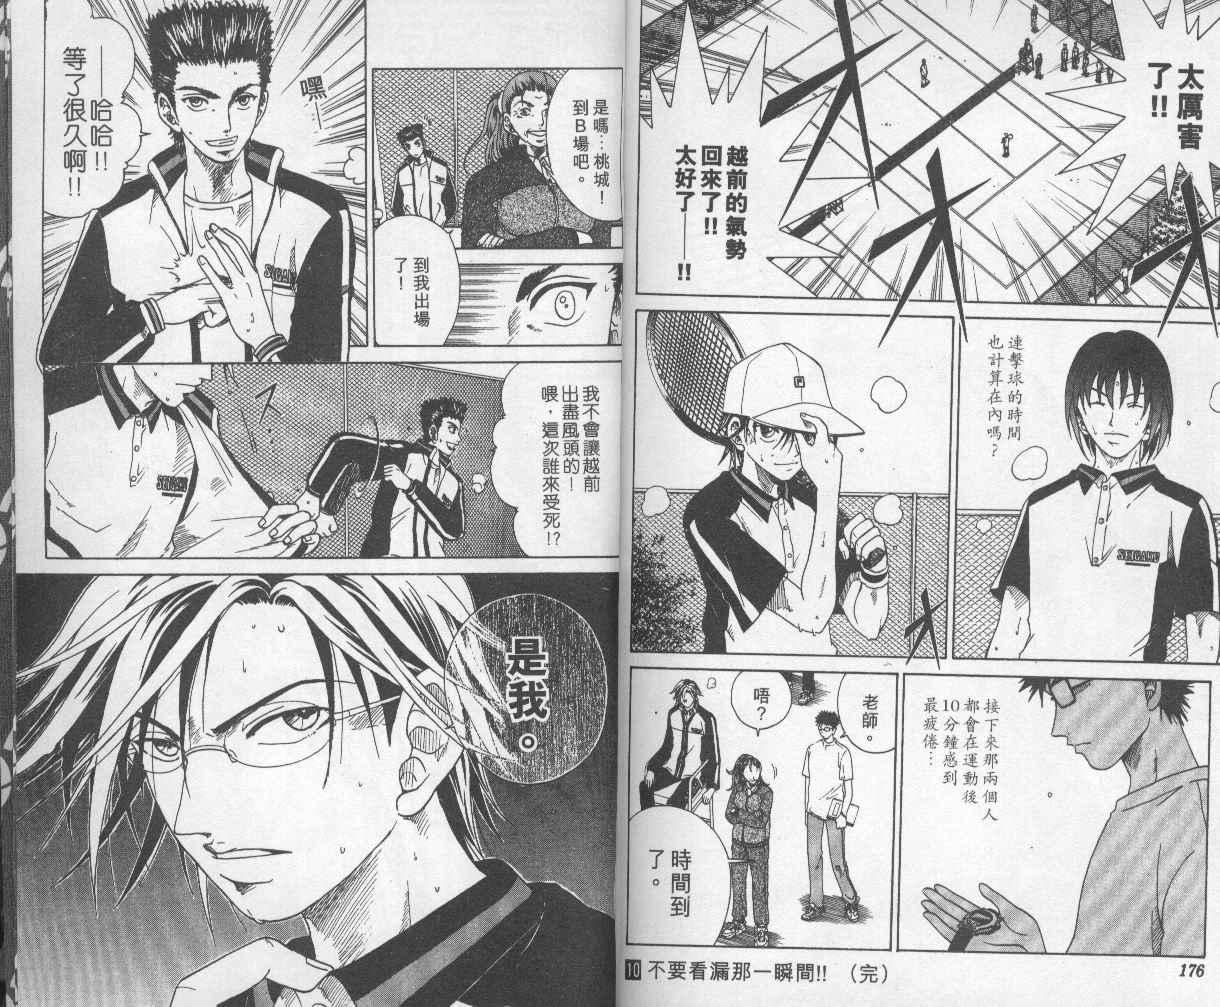 太厲害
了!!
越前的氣勢
回來了!!
太好了——!!
連擊球的時間
也計算在內嗎?
SEIGAKU
接下來那兩個人
都會在運動後
10分鐘感到
最疲倦…
老師。
唔?
時間到
了。
10 不要看漏那一瞬間!! (完)
176
是嗎…桃城!
到B場吧。
到我出場
了!
嘿…
——哈哈!!
等了很久啊!!
SEIGAKU
我不會讓越前
出盡風頭的!
喂,這次誰來受死!?
是我。